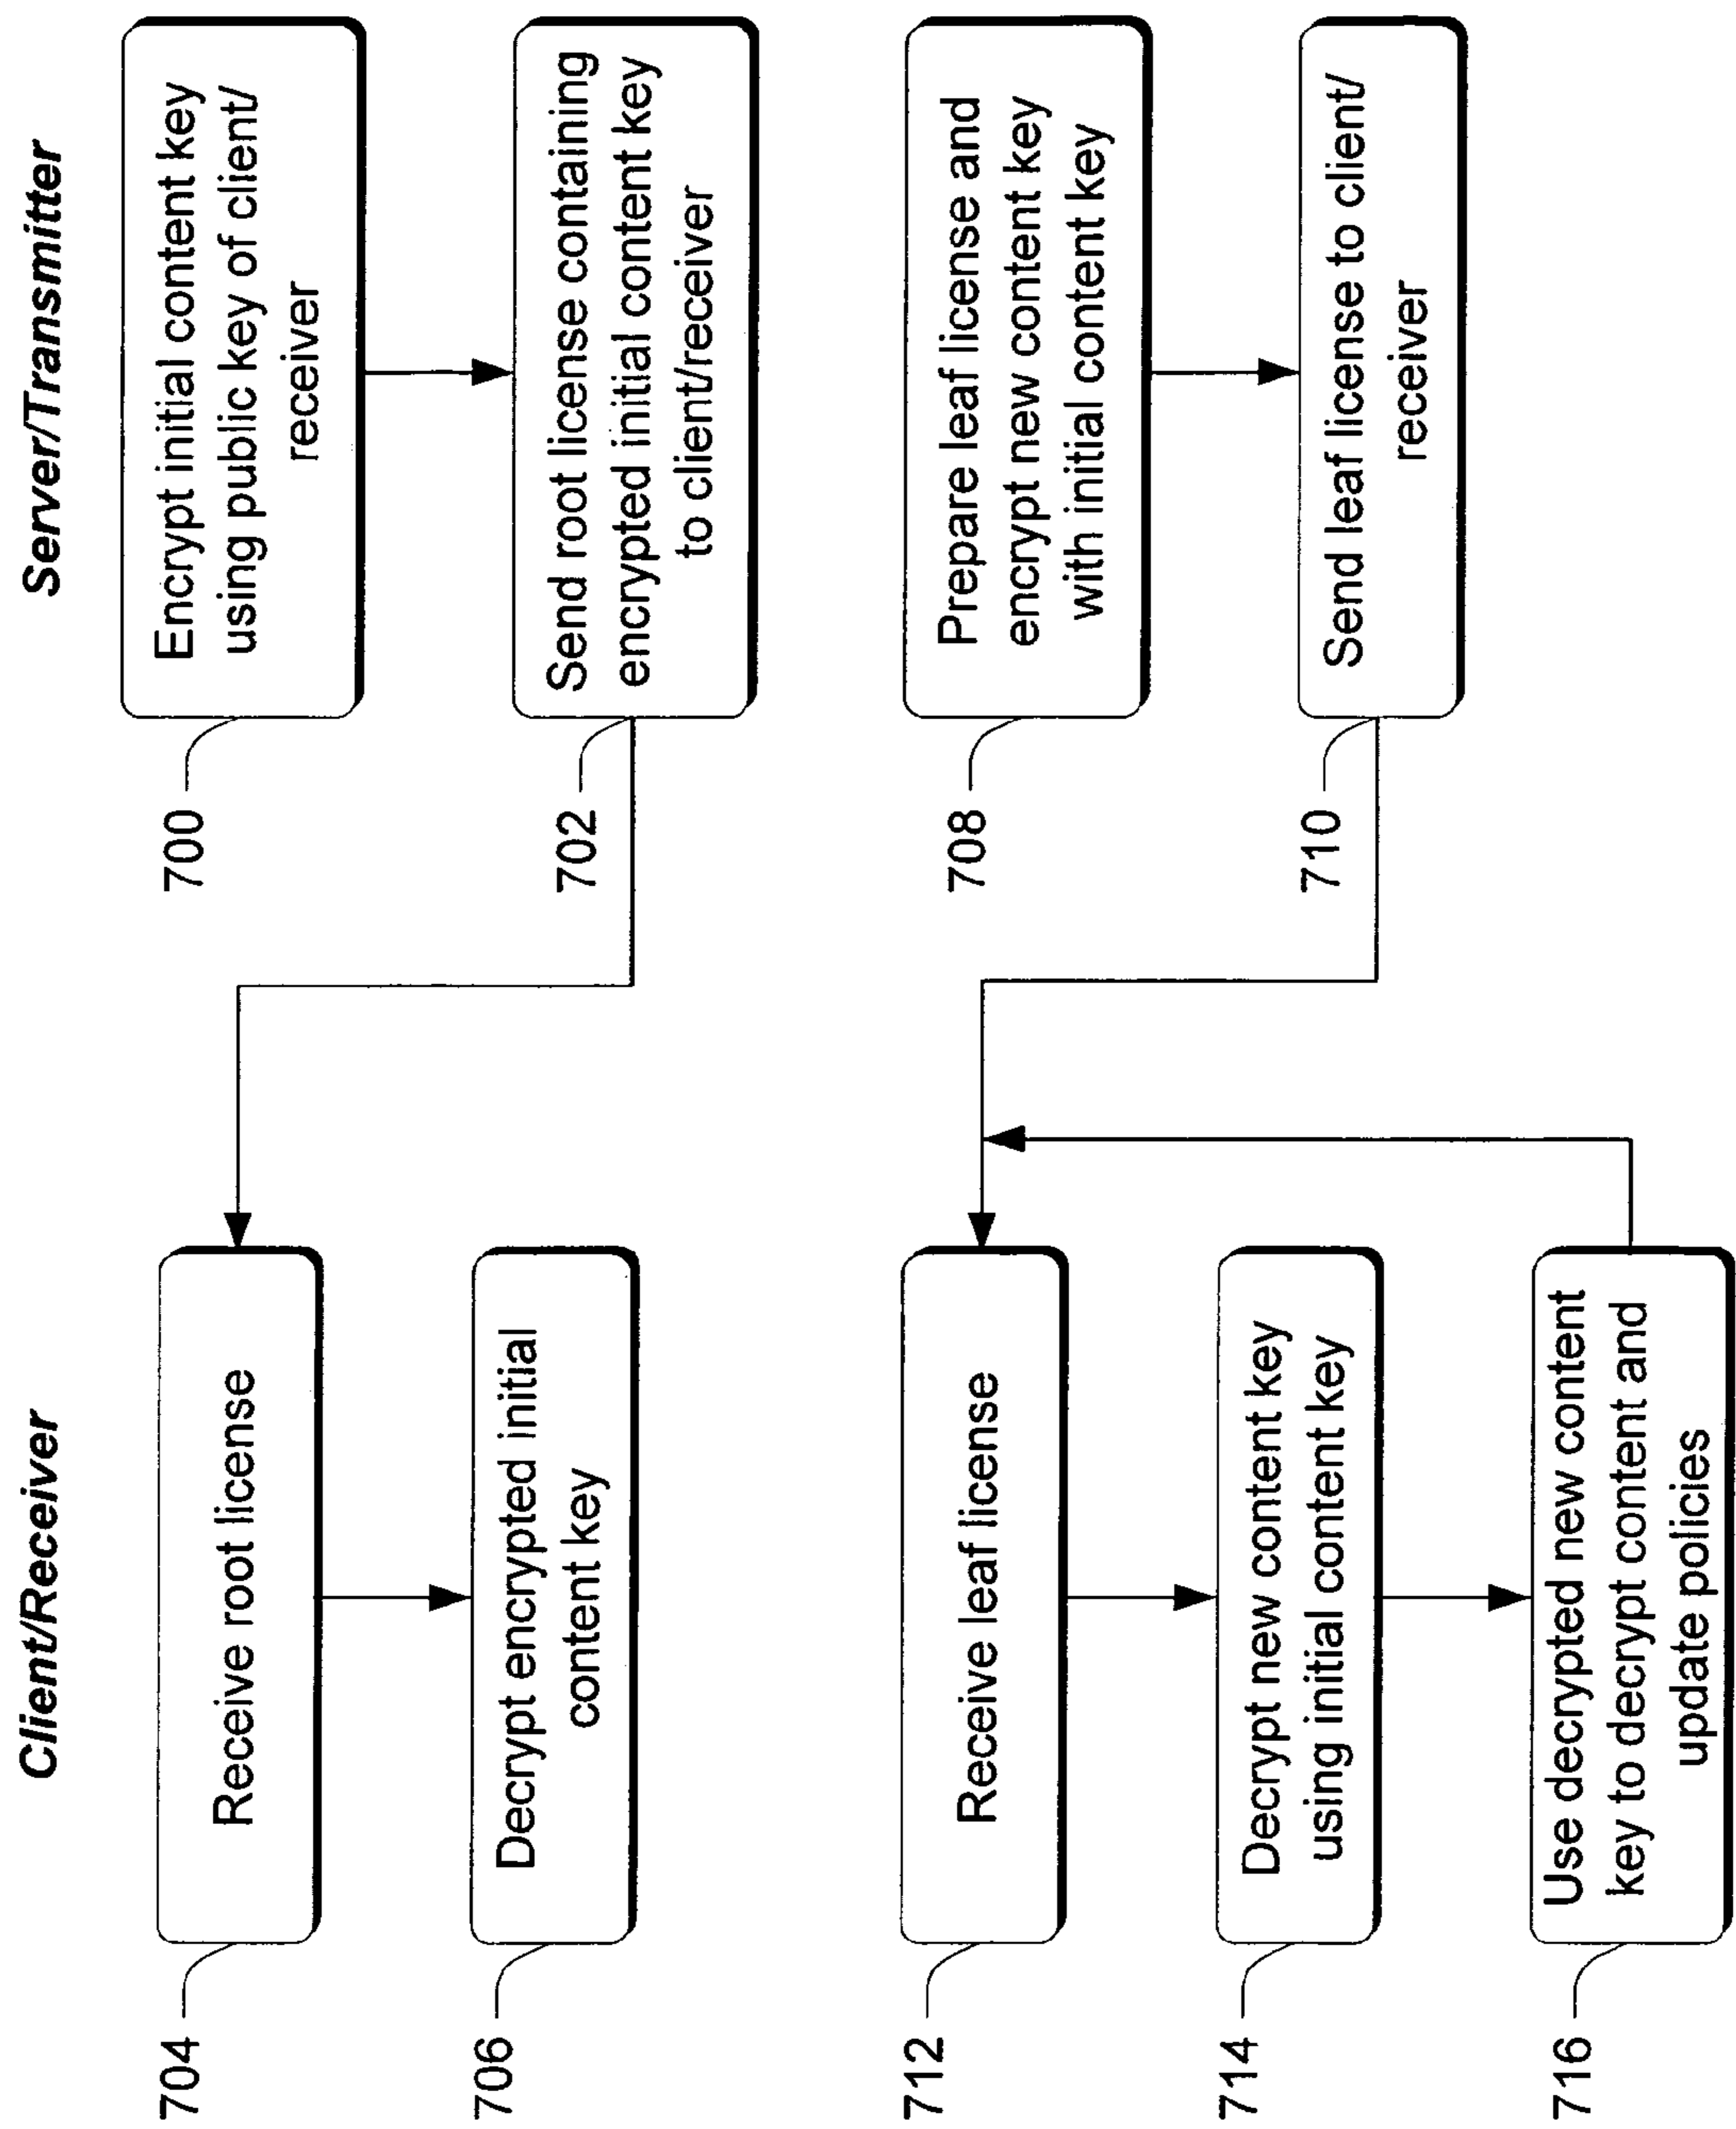 Client/Receiver
Server/Transmitter
700
Encrypt initial content key
using public key of client/
receiver
702
Send root license containing
encrypted initial content key
to client/receiver
704
Receive root license
706
Decrypt encrypted initial
content key
708
Prepare leaf license and
encrypt new content key
with initial content key
710
Send leaf license to client/
receiver
712
Receive leaf license
714
Decrypt new content key
using initial content key
716
Use decrypted new content
key to decrypt content and
update policies